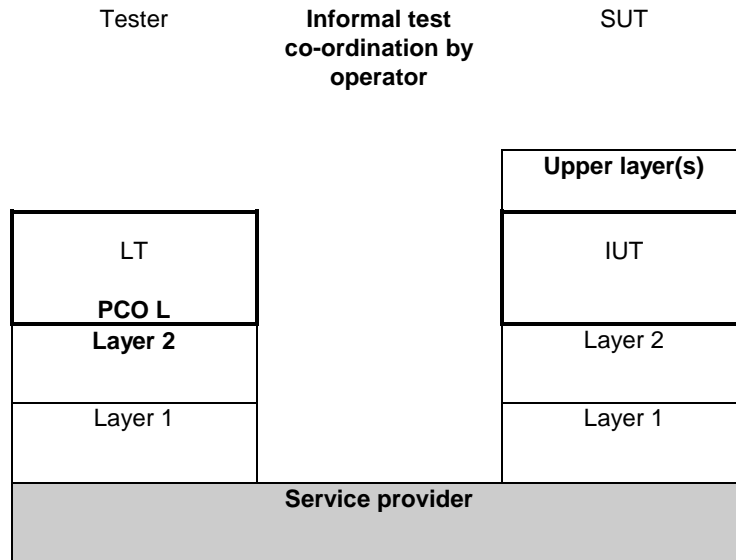 Tester
Informal test
co-ordination by
operator
SUT
Upper layer(s)
LT
IUT
PCO L
Layer 2
Layer 2
Layer 1
Layer 1
Service provider